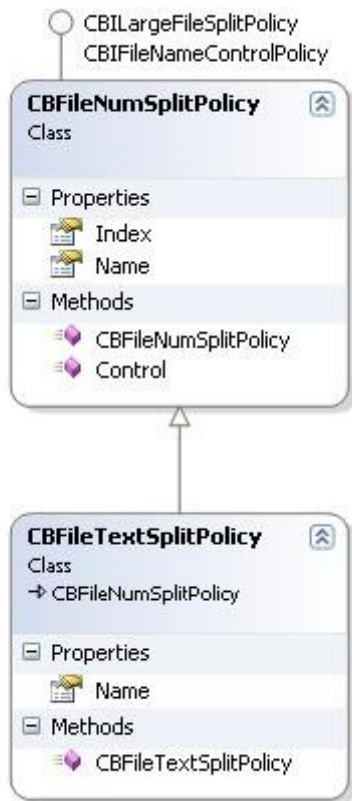 CBILargeFileSplitPolicy
CBIFileNameControlPolicy
CBFileNumSplitPolicy
Class
Properties
Index
Name
Methods
CBFileNumSplitPolicy
Control
CBFileTextSplitPolicy
Class
CBFileNumSplitPolicy
Properties
Name
Methods
CBFileTextSplitPolicy